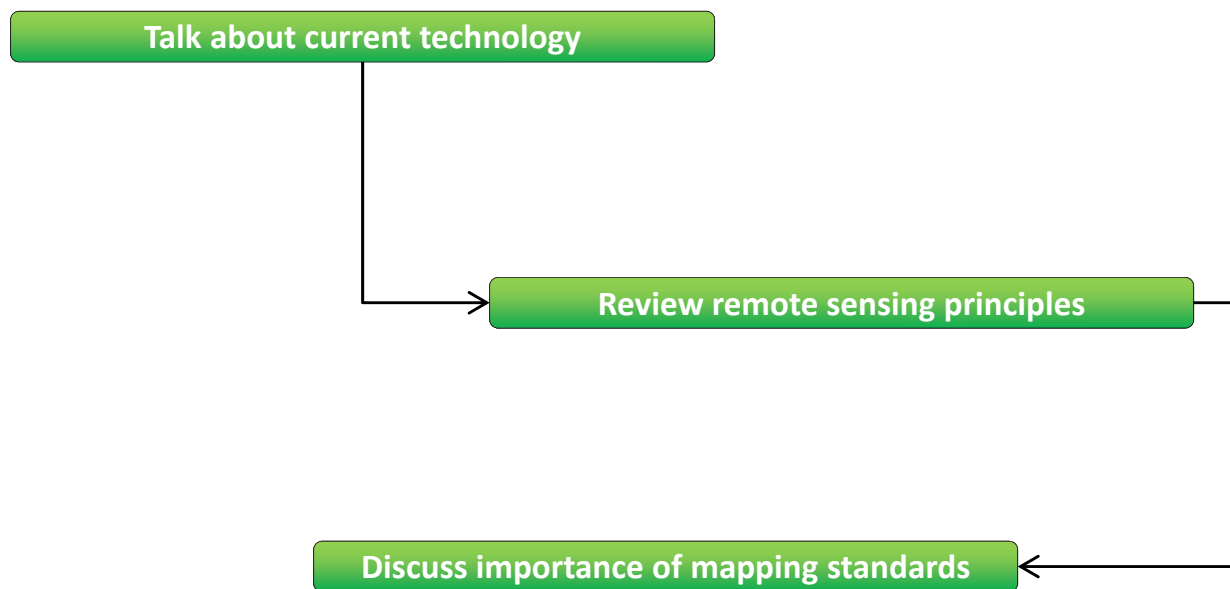 Talk about current technology
Review remote sensing principles
Discuss importance of mapping standards